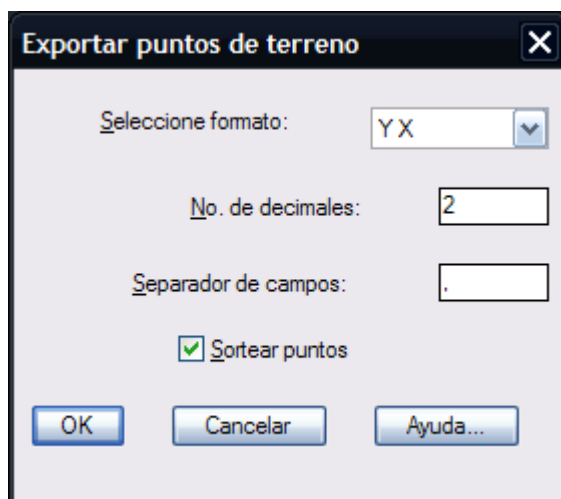 Exportar puntos de terreno
Seleccione formato: Y X
No. de decimales: 2
Separador de campos: .
Sortear puntos
OK Cancelar Ayuda...